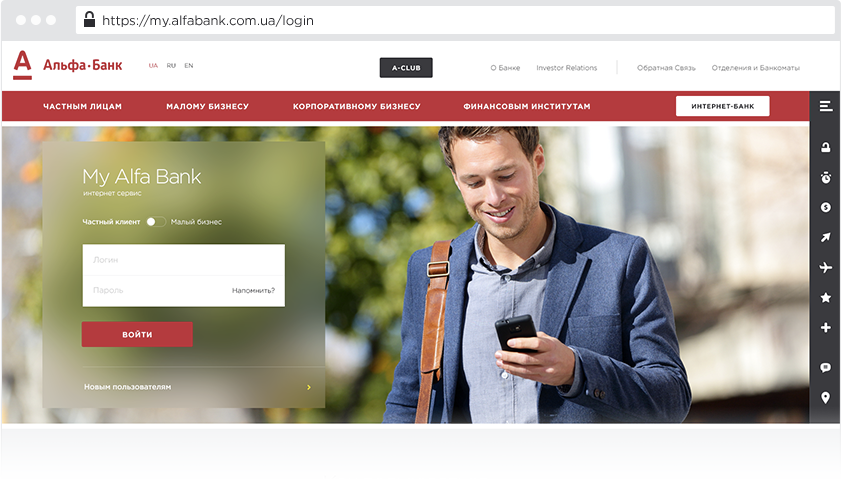 https://my.alfabank.com.ua/login
А
Альфа·Банк
UA RU EN
A-CLUB
О Банке Investor Relations Обратная Связь Отделения и Банкоматы
ЧАСТНЫМ ЛИЦАМ МАЛОМУ БИЗНЕСУ КОРПОРАТИВНОМУ БИЗНЕСУ ФИНАНСОВЫМ ИНСТИТУТАМ ИНТЕРНЕТ-БАНК
My Alfa Bank
интернет сервис
Частный клиент Малый бизнес
Логин
Пароль Напомнить?
ВОЙТИ
Новым пользователям